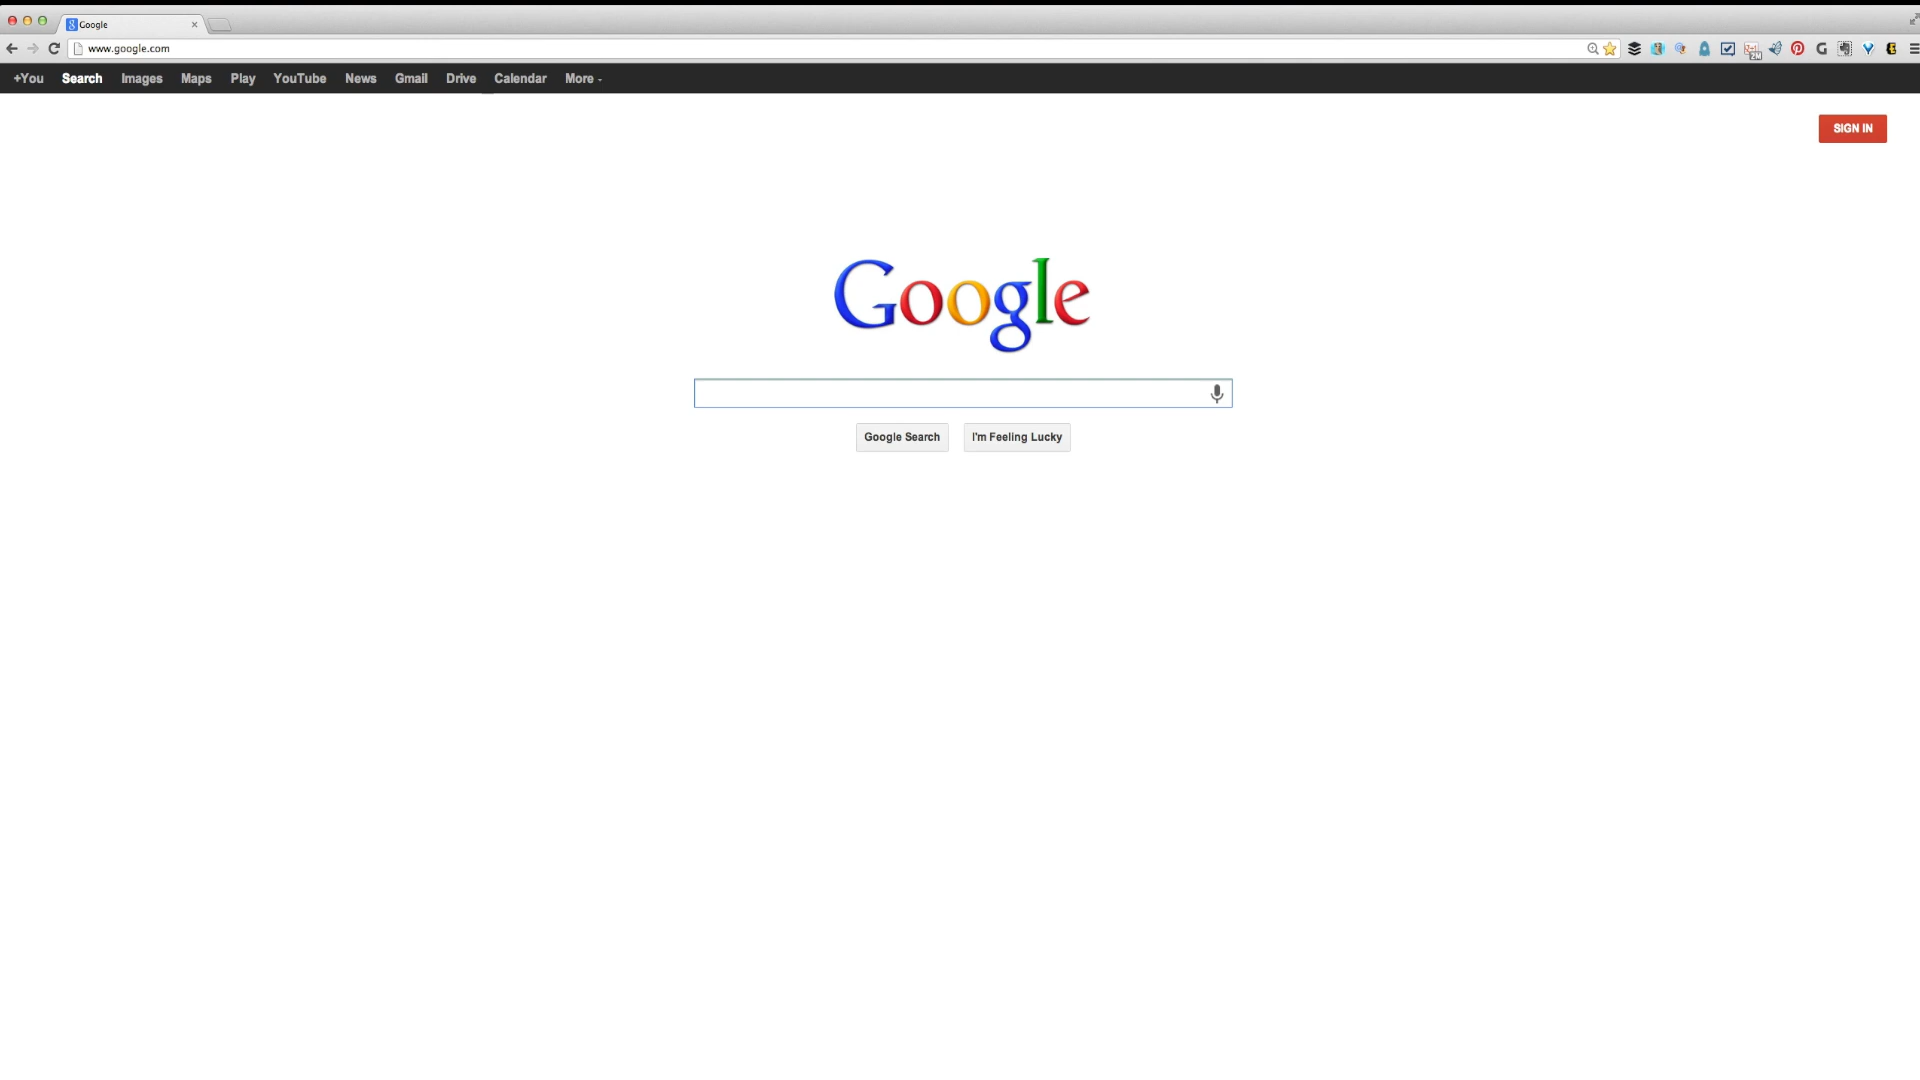 Google
www.google.com
+You Search Images Maps Play YouTube News Gmail Drive Calendar More
SIGN IN
Google
Google Search I'm Feeling Lucky